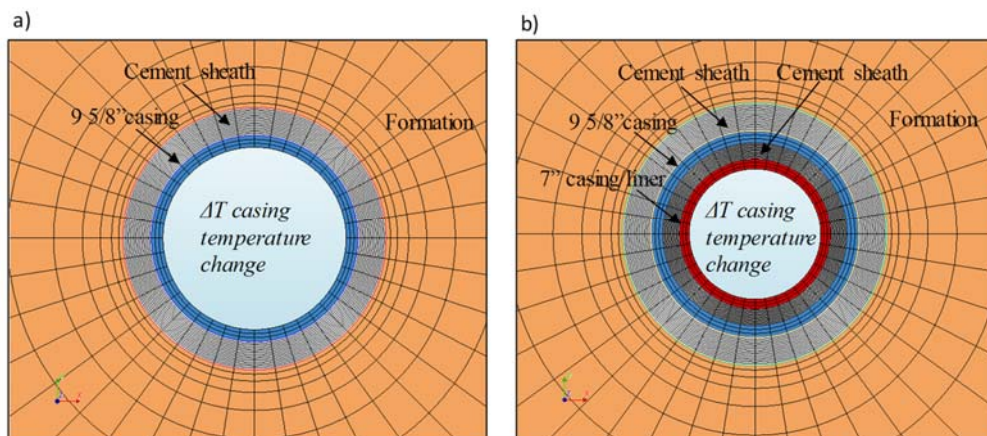 a)
Cement sheath
9 5/8” casing
Formation
ΔT casing
temperature
change
b)
Cement sheath
Cement sheath
9 5/8” casing
Formation
7” casing/liner
ΔT casing
temperature
change